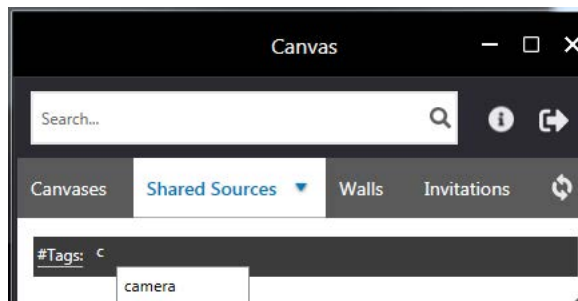 Canvas
Search...
Canvases Shared Sources Walls Invitations
#Tags: c
camera